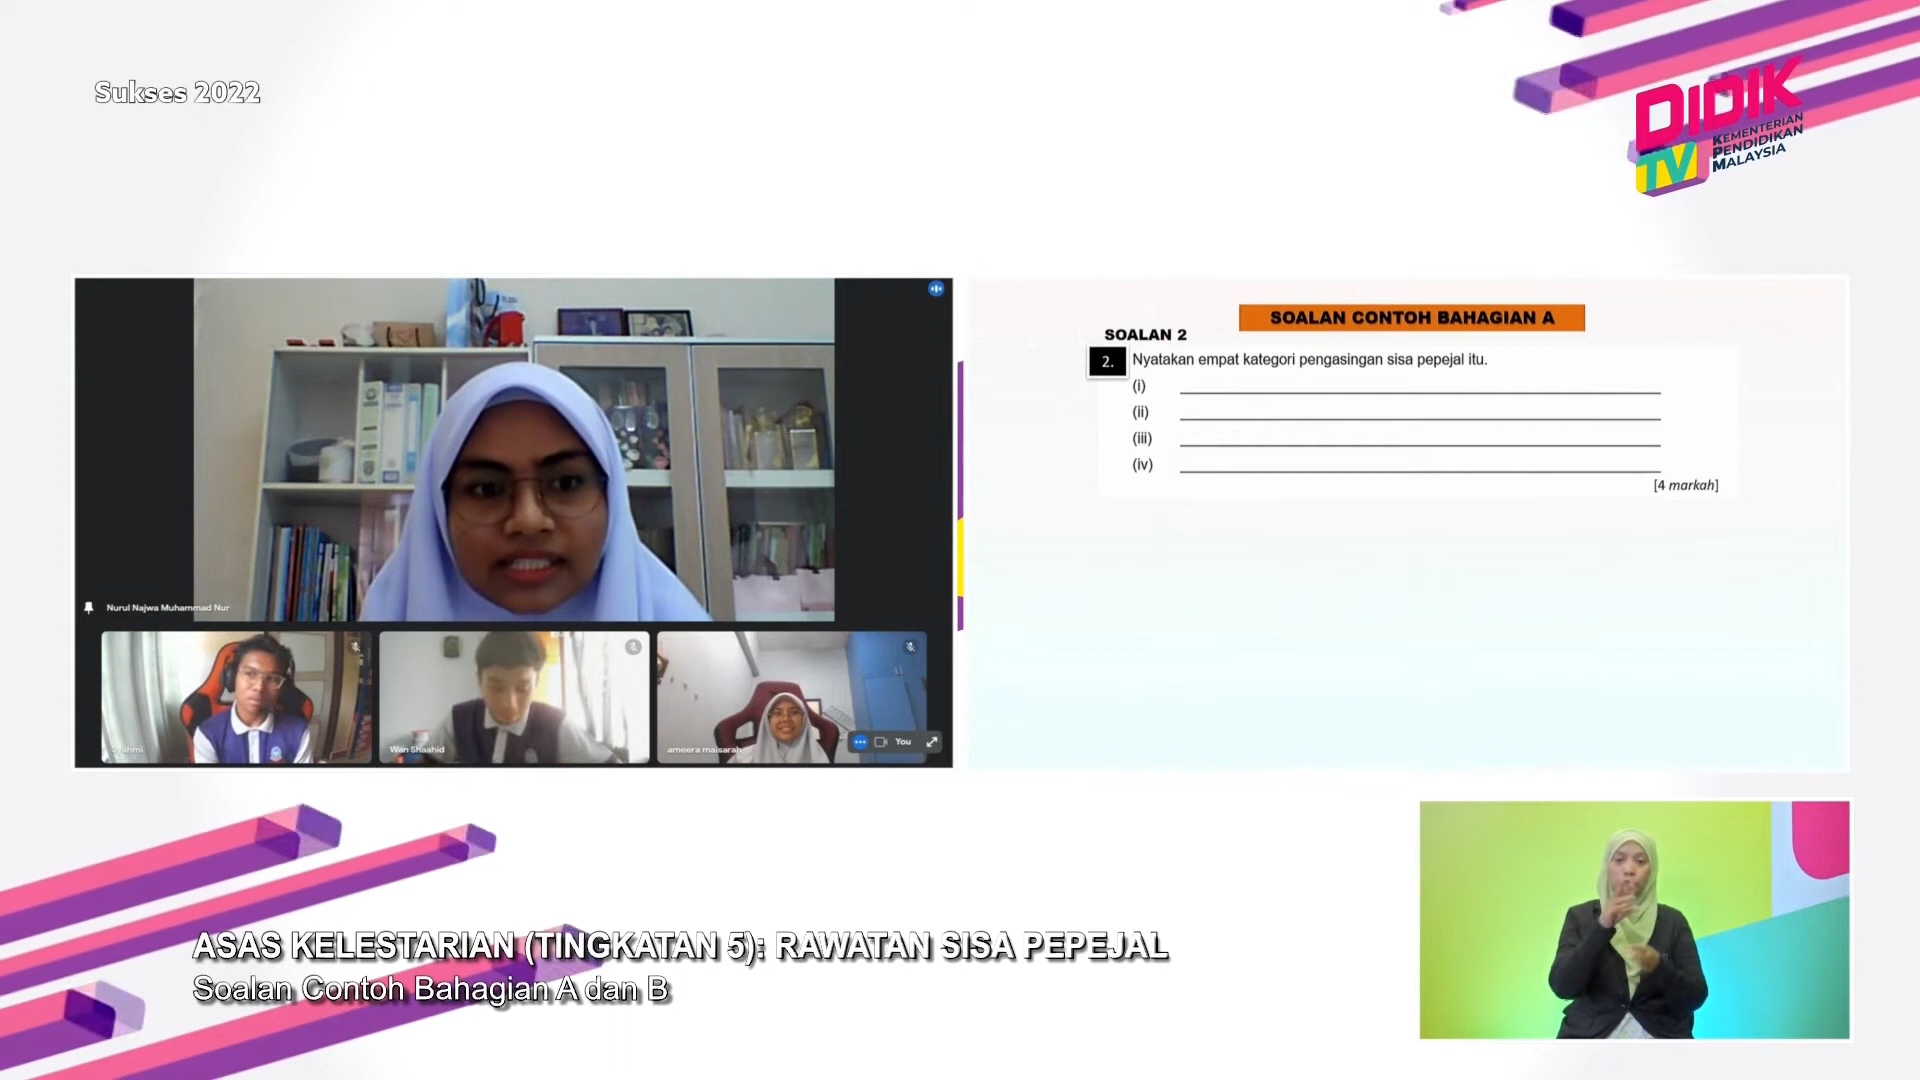 Sukses 2022
DIDIK
TV
KEMENTERIAN
PENDIDIKAN
MALAYSIA
Nurul Najwa Muhammad Nur
Wan Shaahid
ameera maisarah
You
SOALAN CONTOH BAHAGIAN A
SOALAN 2
2. Nyatakan empat kategori pengasingan sisa pepejal itu.
(i)
(ii)
(iii)
(iv)
[4 markah]
ASAS KELESTARIAN (TINGKATAN 5): RAWATAN SISA PEPEJAL
Soalan Contoh Bahagian A dan B